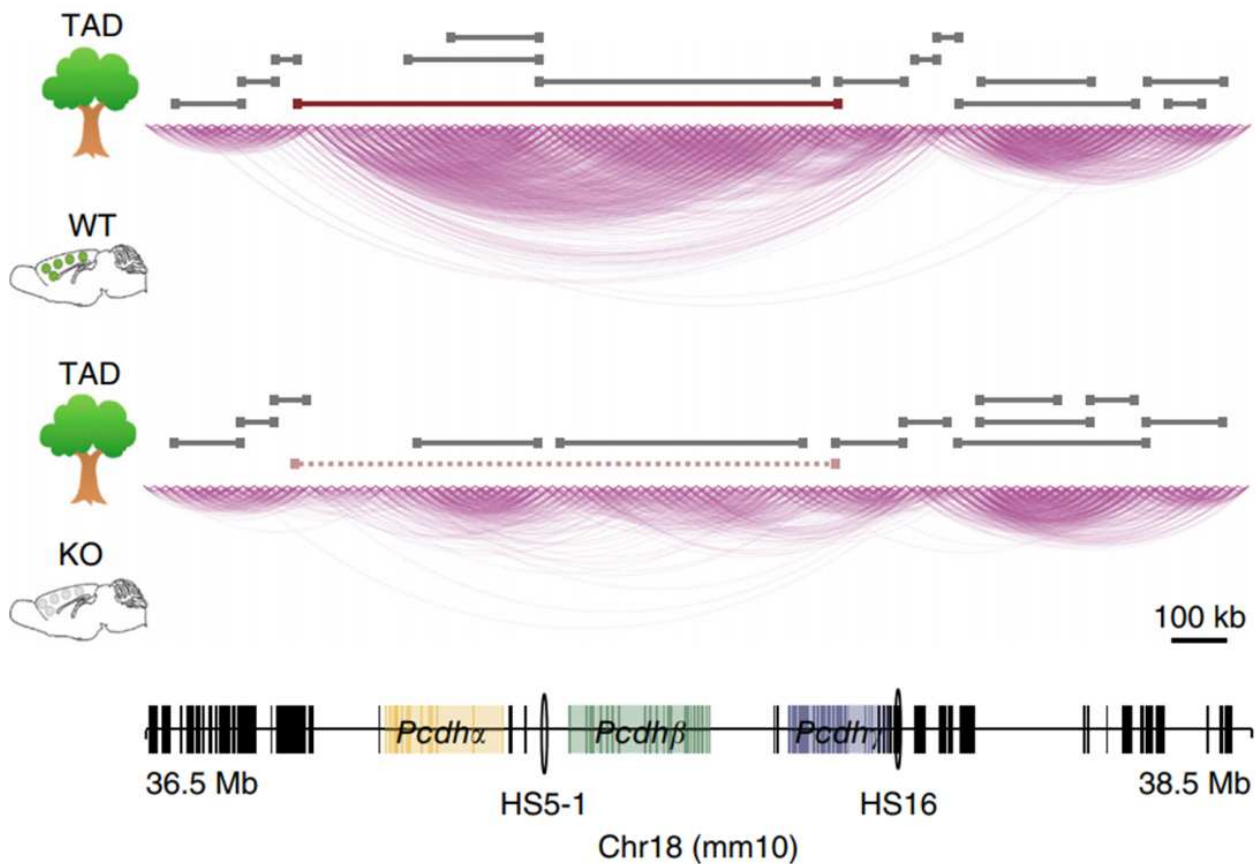 TAD
WT
TAD
KO
100 kb
Pcdhα
Pcdhβ
Pcdhγ
36.5 Mb
38.5 Mb
HS5-1
HS16
Chr18 (mm10)